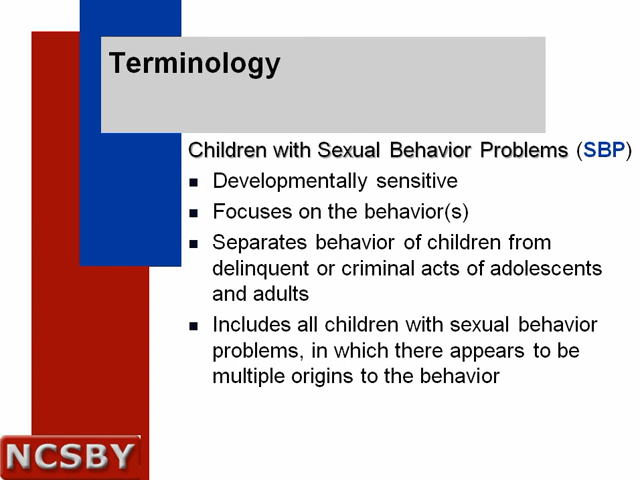 Terminology
Children with Sexual Behavior Problems (SBP)
Developmentally sensitive
Focuses on the behavior(s)
Separates behavior of children from
delinquent or criminal acts of adolescents
and adults
Includes all children with sexual behavior
problems, in which there appears to be
multiple origins to the behavior
NCSBY